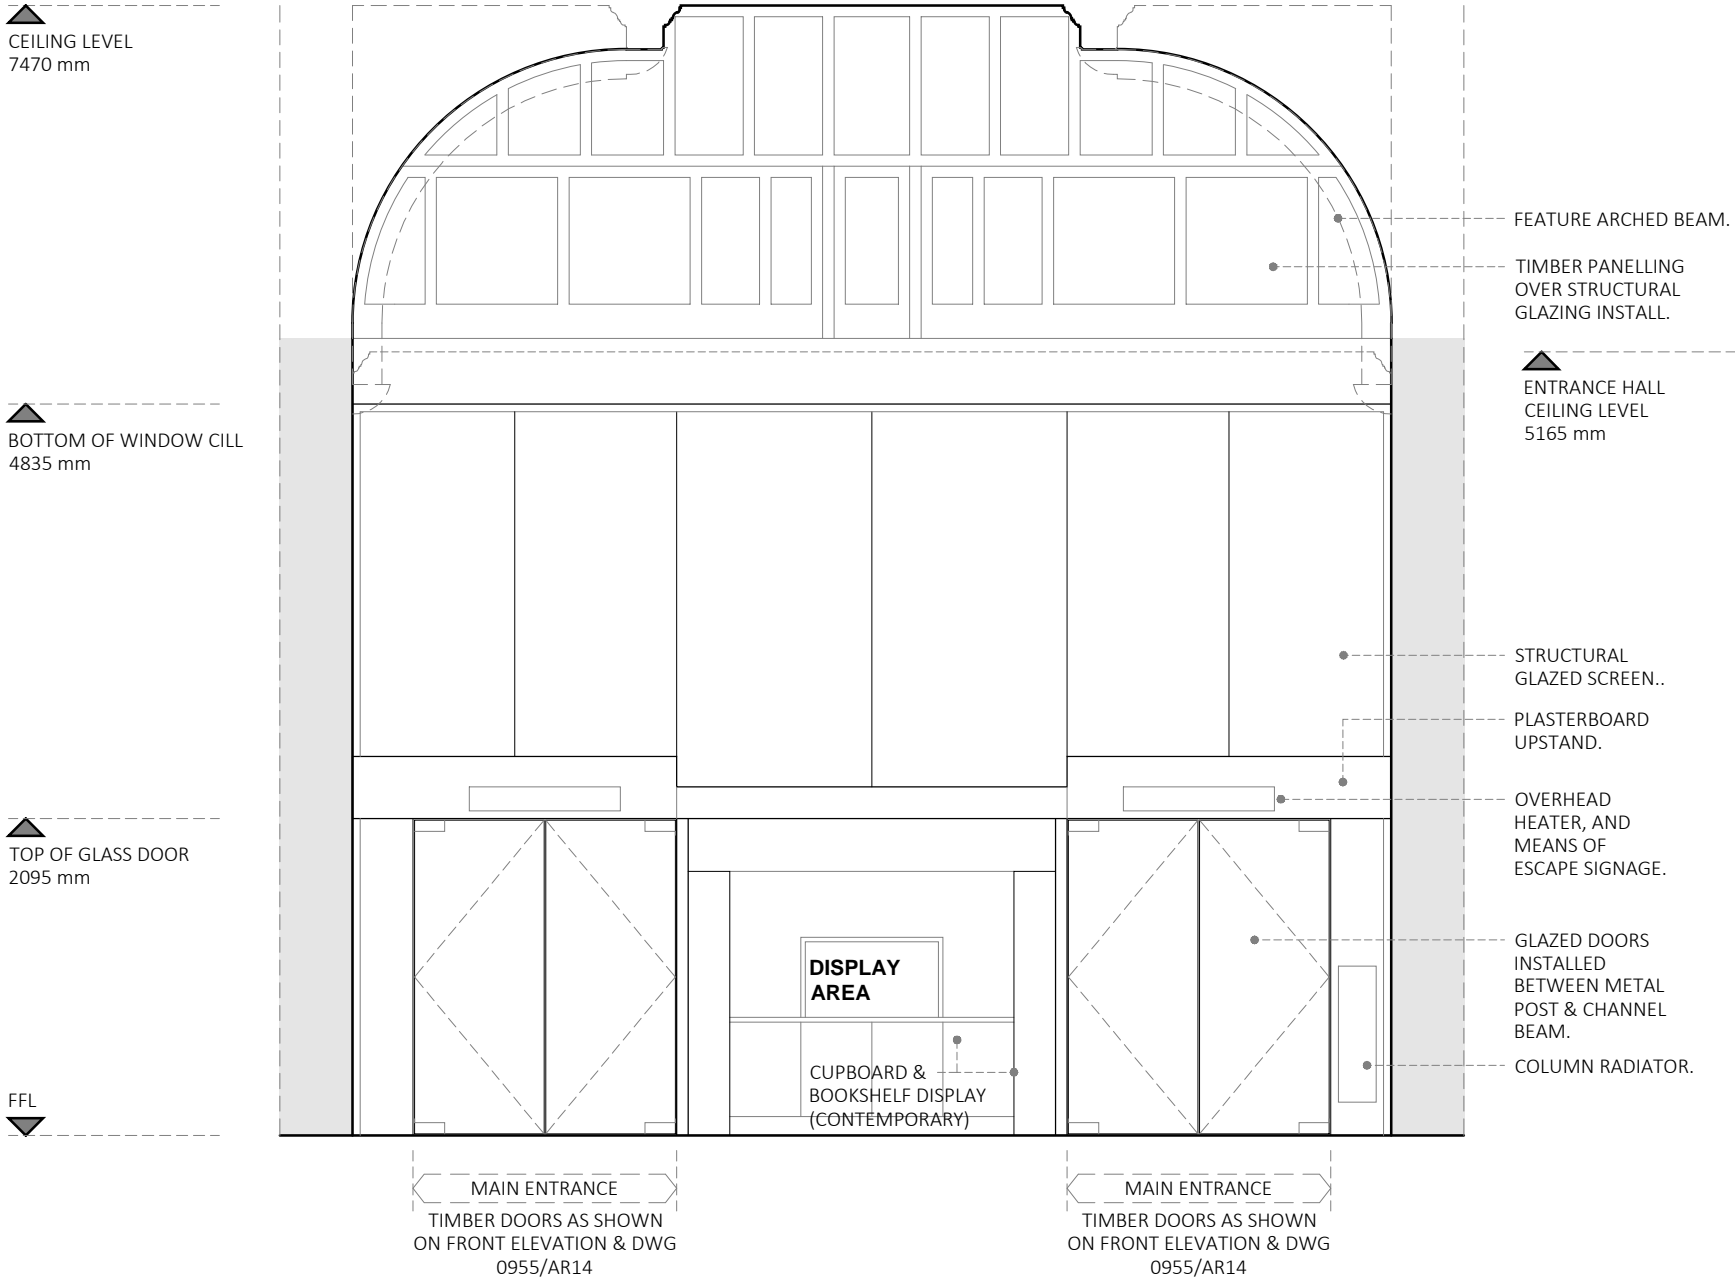 CEILING LEVEL
7470 mm
FEATURE ARCHED BEAM.
TIMBER PANELLING
OVER STRUCTURAL
GLAZING INSTALL.
ENTRANCE HALL
CEILING LEVEL
5165 mm
BOTTOM OF WINDOW CILL
4835 mm
STRUCTURAL
GLAZED SCREEN..
PLASTERBOARD
UPSTAND.
OVERHEAD
HEATER, AND
MEANS OF
ESCAPE SIGNAGE.
TOP OF GLASS DOOR
2095 mm
GLAZED DOORS
INSTALLED
BETWEEN METAL
POST & CHANNEL
BEAM.
DISPLAY
AREA
COLUMN RADIATOR.
CUPBOARD &
BOOKSHELF DISPLAY
(CONTEMPORARY)
FFL
MAIN ENTRANCE
TIMBER DOORS AS SHOWN
ON FRONT ELEVATION & DWG
0955/AR14
MAIN ENTRANCE
TIMBER DOORS AS SHOWN
ON FRONT ELEVATION & DWG
0955/AR14